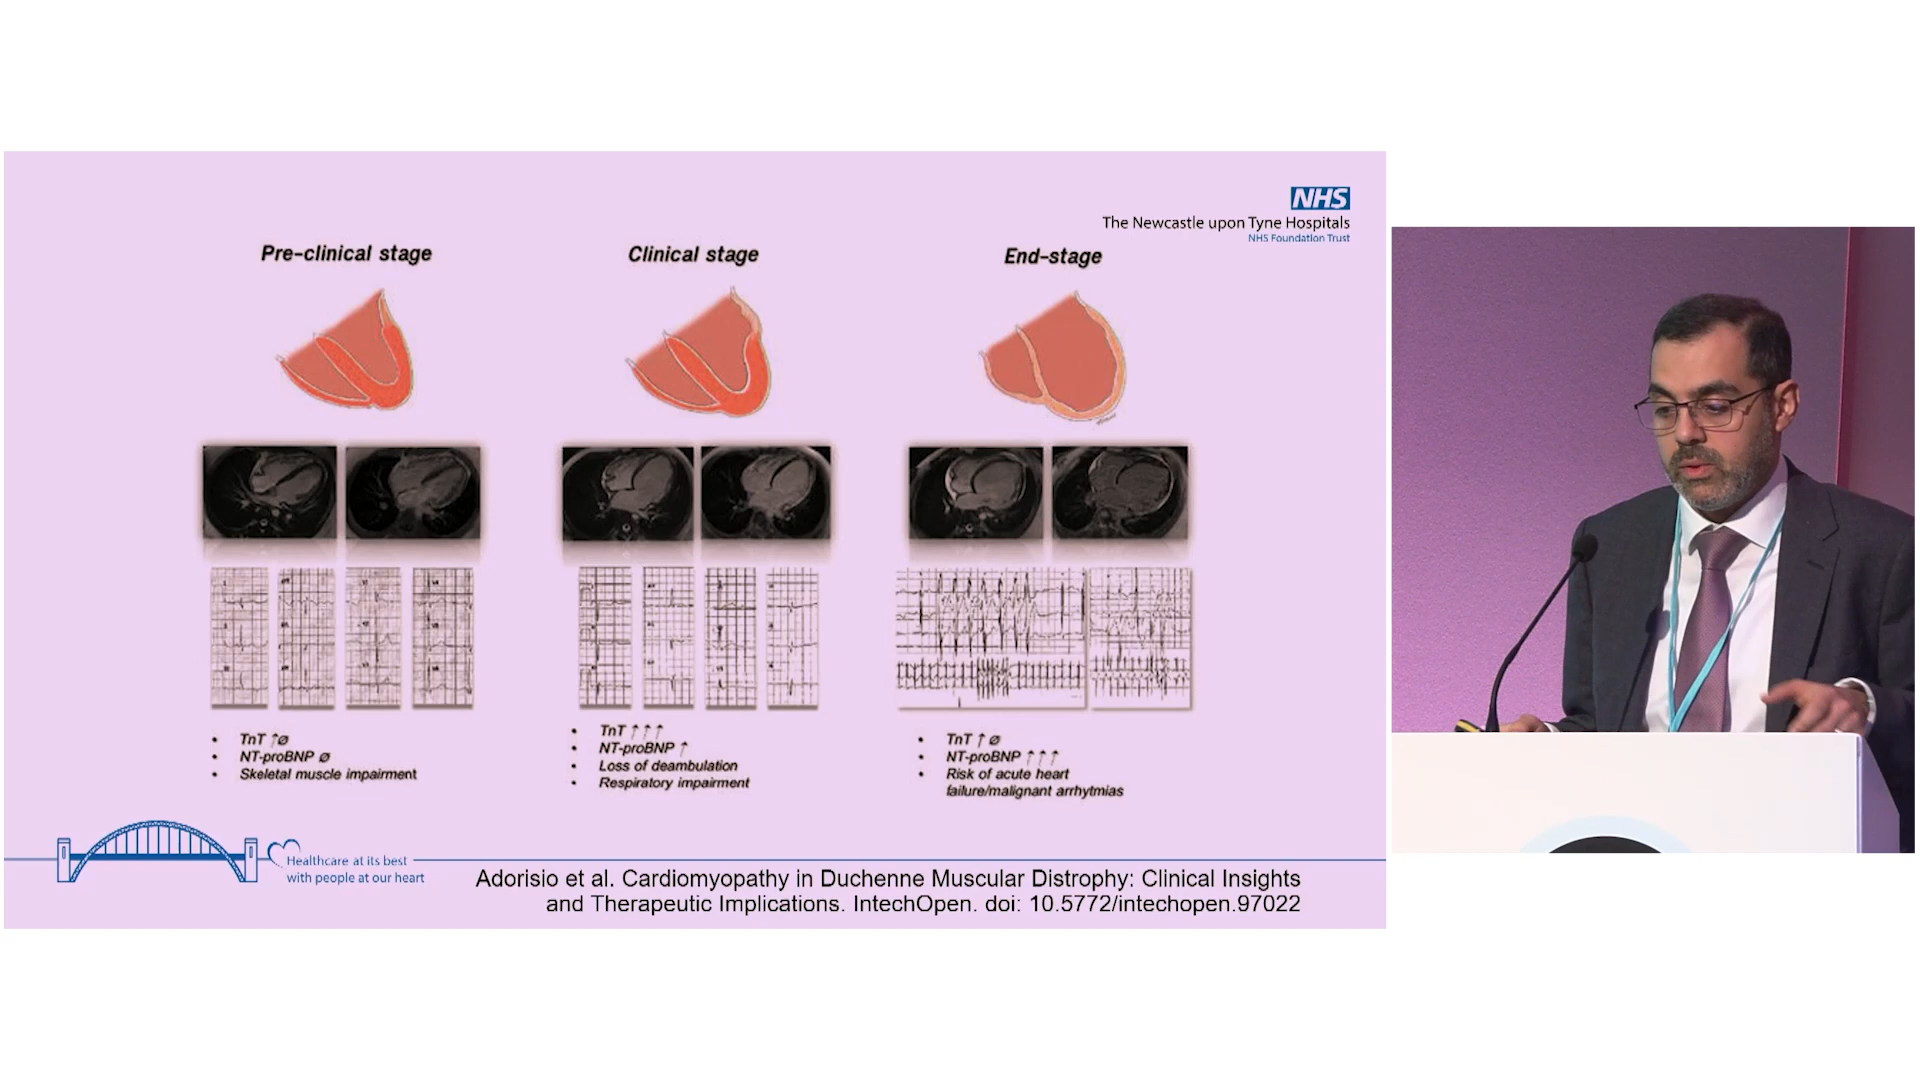 NHS
The Newcastle upon Tyne Hospitals
NHS Foundation Trust
Pre-clinical stage
Clinical stage
End-stage
• TnT ↑ø
• NT-proBNP ø
• Skeletal muscle impairment
• TnT ↑↑↑
• NT-proBNP ↑
• Loss of deambulation
• Respiratory impairment
• TnT ↑ ø
• NT-proBNP ↑↑↑
• Risk of acute heart
failure/malignant arrhytmias
Healthcare at its best
with people at our heart
Adorisio et al. Cardiomyopathy in Duchenne Muscular Distrophy: Clinical Insights
and Therapeutic Implications. IntechOpen. doi: 10.5772/intechopen.97022